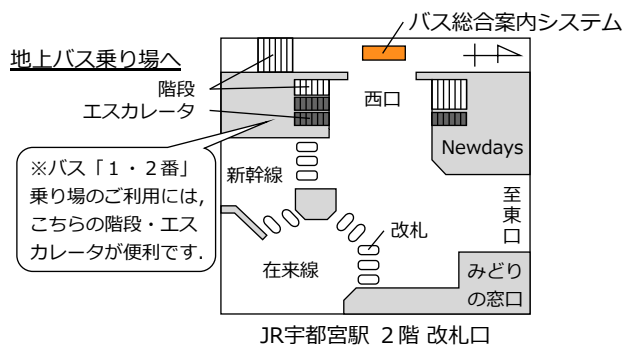 バス総合案内システム
地上バス乗り場へ
階段
エスカレータ
西口
Newdays
※バス「１・２番」
乗り場のご利用には,
こちらの階段・エス
カレータが便利です.
新幹線
改札
至東口
在来線
みどり
の窓口
JR宇都宮駅 ２階 改札口